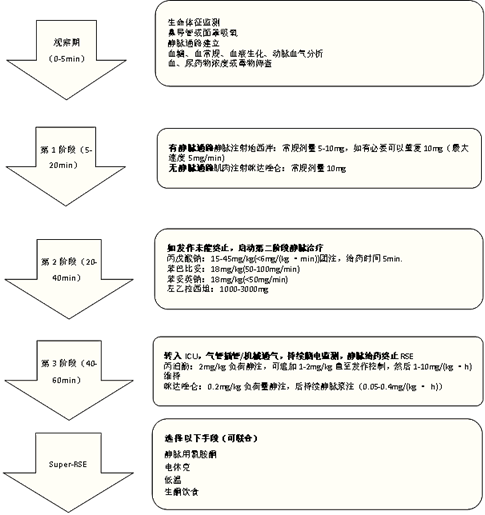 观察期
（0-5min）
生命体征监测
鼻导管或面罩吸氧
静脉通路建立
血糖、血常规、血液生化、动脉血气分析
血、尿药物浓度或毒物筛查
第 1 阶段（5-
20min）
有静脉通路静脉注射地西泮：常规剂量 5-10mg，如有必要可以重复 10mg（最大
速度 5mg/min）
无静脉通路肌肉注射咪达唑仑：常规剂量 10mg
第 2 阶段（20-
40min）
如发作未能终止，启动第二阶段静脉治疗
丙戊酸钠：15-45mg/kg(<6mg/(kg·min))团注，给药时间 5min.
苯巴比妥：18mg/kg(50-100mg/min)
苯妥英钠：18mg/kg(<50mg/min)
左乙拉西坦：1000-3000mg
第 3 阶段（40-
60min）
转入 ICU，气管插管/机械通气，持续脑电监测，静脉给药终止 RSE
丙泊酚：2mg/kg 负荷静注，可追加 1-2mg/kg 直至发作控制，然后 1-10mg/(kg·h)
维持
咪达唑仑：0.2mg/kg 负荷量静注，后持续静脉滚注（0.05-0.4mg/(kg · h)）
Super-RSE
选择以下手段（可联合）
静脉用氯胺酮
电休克
低温
生酮饮食